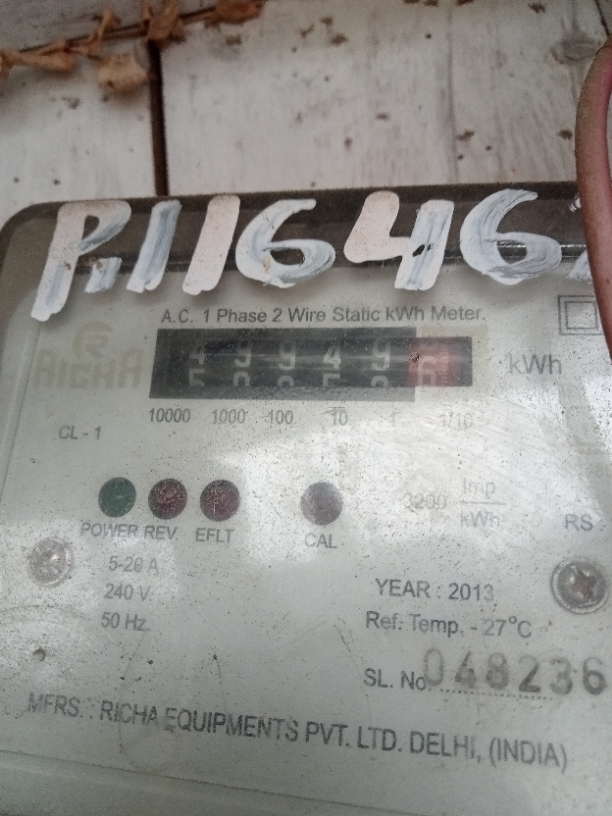 P.11646
A.C. 1 Phase 2 Wire Static kWh Meter.
RICHA
kWh
10000 1000 100 10 1 1/10
CL - 1
3200 Imp
kWh
RS
POWER REV. EFLT CAL
5-20 A
240 V
50 Hz
YEAR : 2013
Ref: Temp. - 27°C
SL. No. 048236
MFRS. : RICHA EQUIPMENTS PVT. LTD. DELHI, (INDIA)